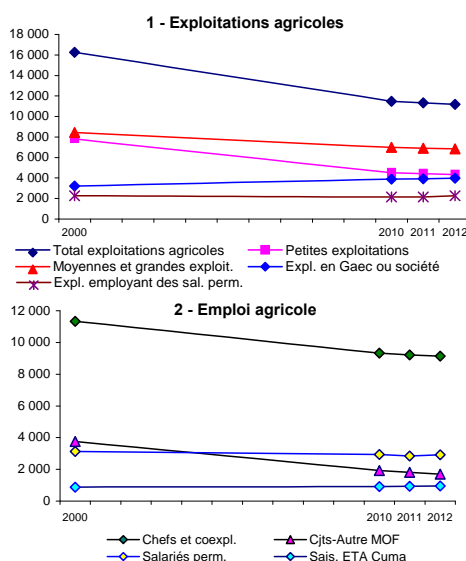 1 - Exploitations agricoles
18 000
16 000
14 000
12 000
10 000
8 000
6 000
4 000
2 000
0
2000 2010 2011 2012
Total exploitations agricoles Petites exploitations
Moyennes et grandes exploit. Expl. en Gaec ou société
Expl. employant des sal. perm.
2 - Emploi agricole
12 000
10 000
8 000
6 000
4 000
2 000
0
2000 2010 2011 2012
Chefs et coexpl. Cjts-Autre MOF
Salariés perm. Sais. ETA Cuma